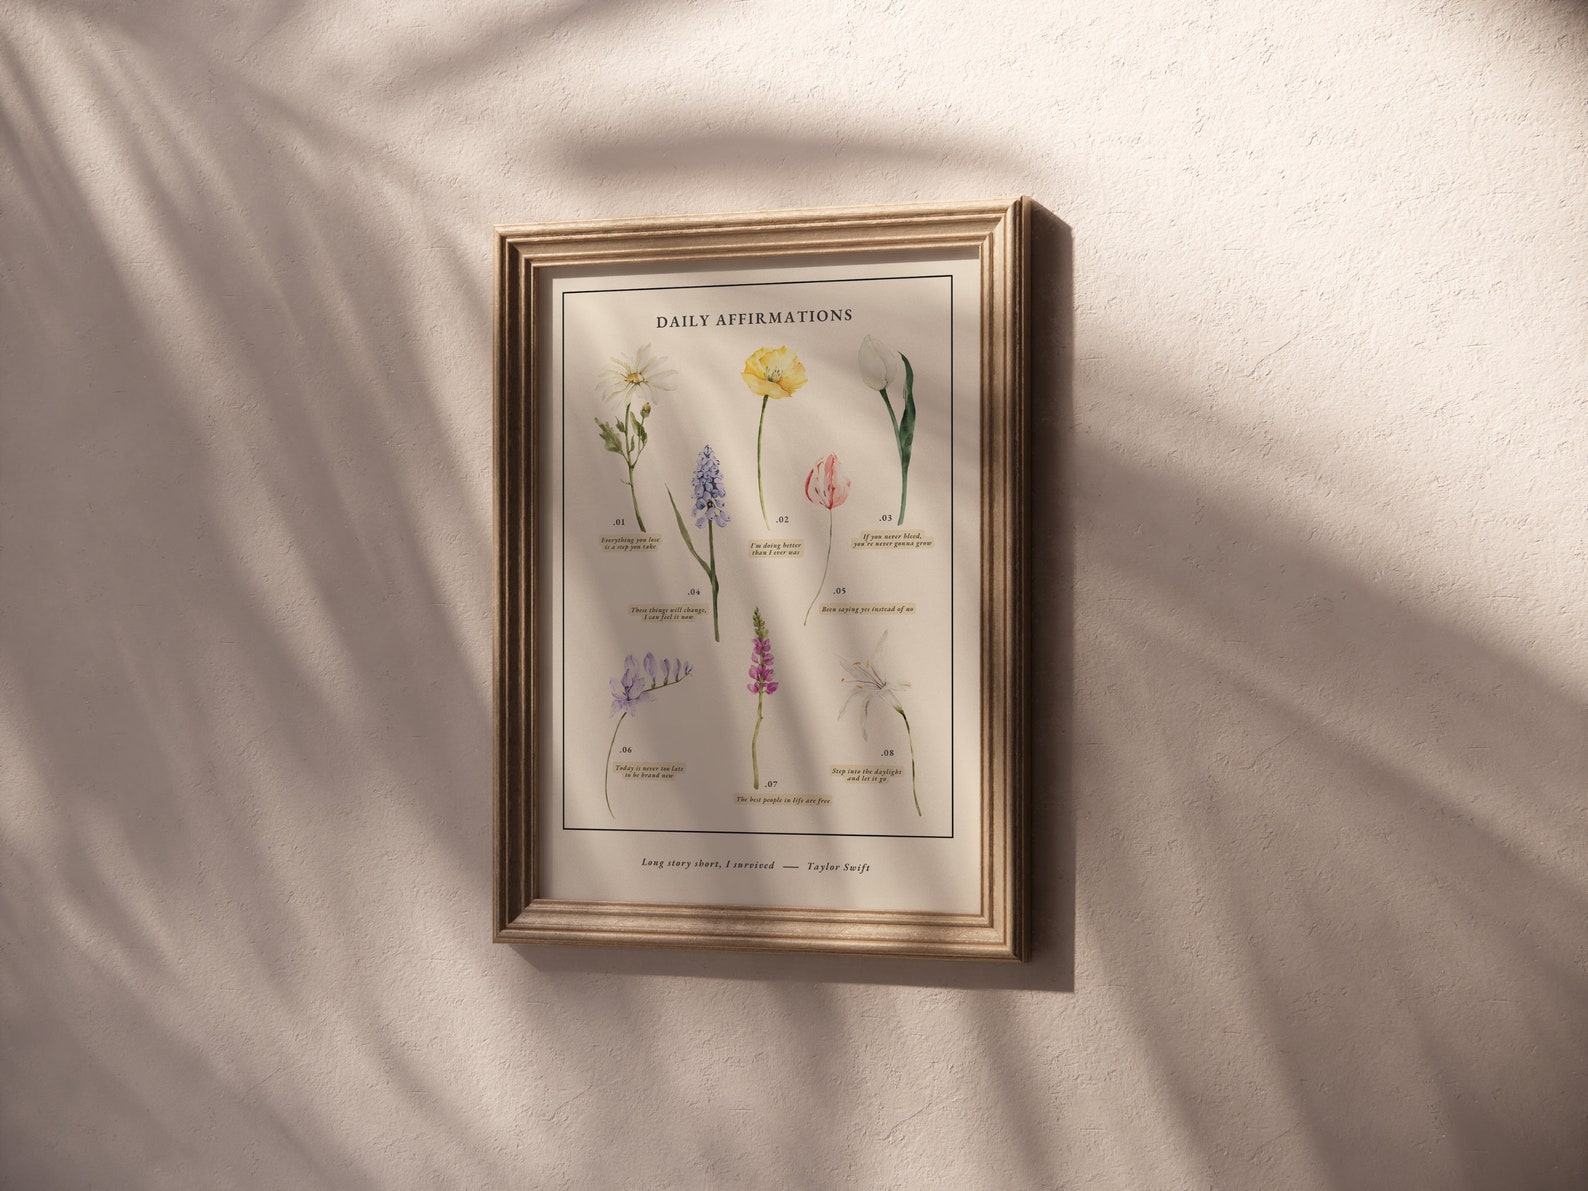 DAILY AFFIRMATIONS
.01
Everything you lose
is a step you take
.02
I'm doing better
than I ever was
.03
If you never bleed,
you're never gonna grow
.04
These things will change,
I can feel it now
.05
Been saying yes instead of no
.06
Today is never too late
to be brand new
.07
The best people in life are free
.08
Step into the daylight
and let it go
Long story short, I survived — Taylor Swift